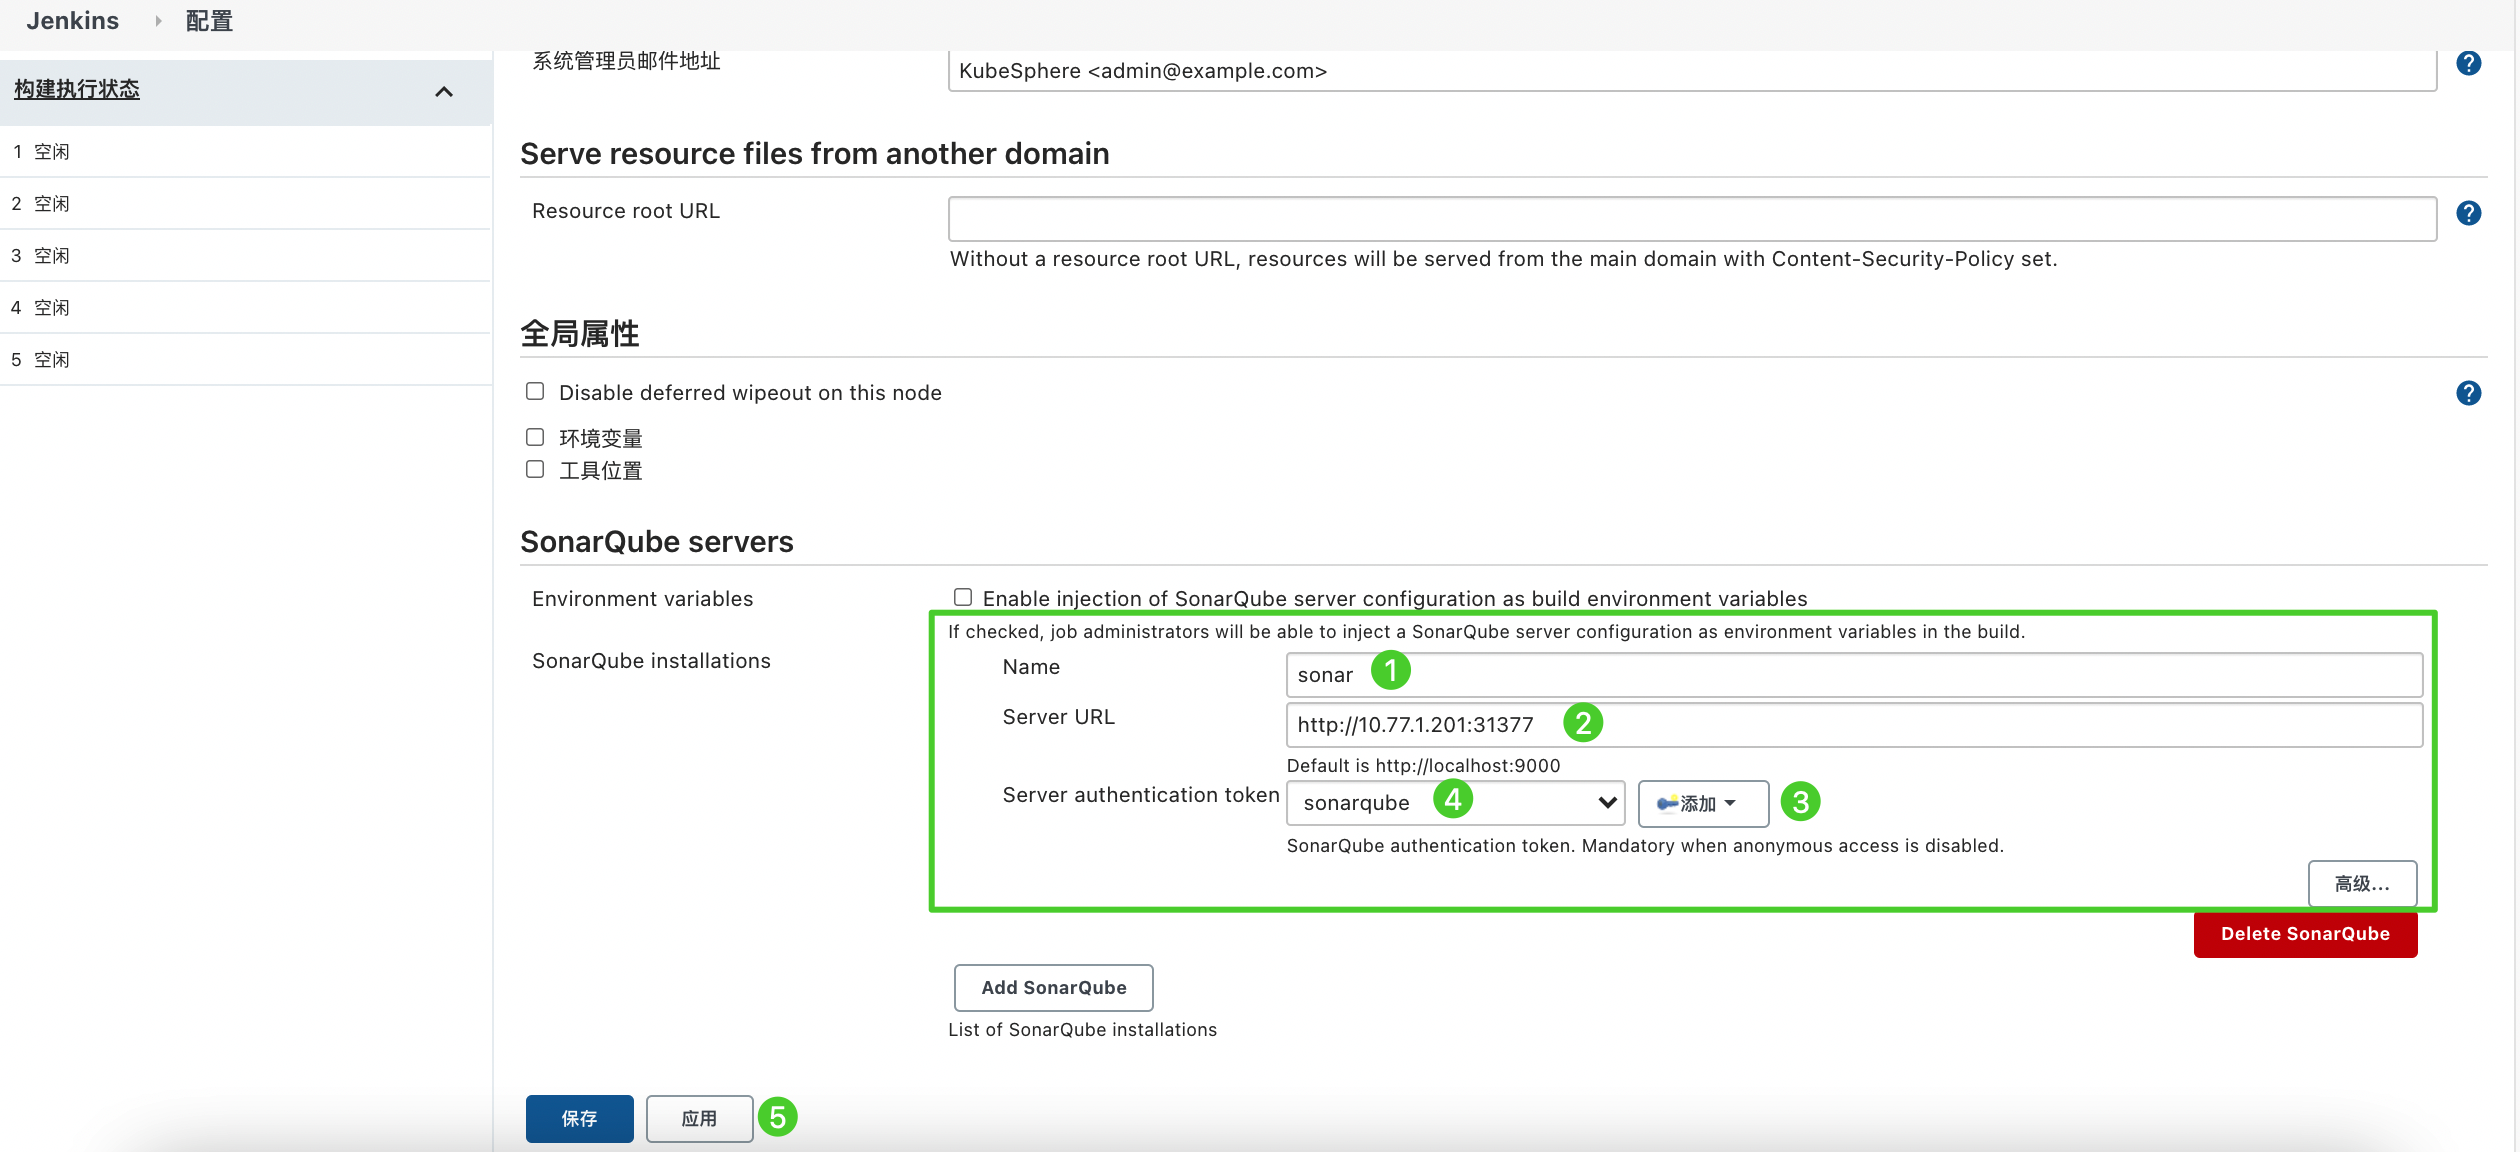 Jenkins 配置
构建执行状态
1 空闲
2 空闲
3 空闲
4 空闲
5 空闲
系统管理员邮件地址
KubeSphere <admin@example.com>
?
Serve resource files from another domain
Resource root URL
?
Without a resource root URL, resources will be served from the main domain with Content-Security-Policy set.
全局属性
Disable deferred wipeout on this node
?
环境变量
工具位置
SonarQube servers
Environment variables
Enable injection of SonarQube server configuration as build environment variables
If checked, job administrators will be able to inject a SonarQube server configuration as environment variables in the build.
SonarQube installations
Name
sonar 1
Server URL
http://10.77.1.201:31377 2
Default is http://localhost:9000
Server authentication token
sonarqube 4
添加 3
SonarQube authentication token. Mandatory when anonymous access is disabled.
高级...
Delete SonarQube
Add SonarQube
List of SonarQube installations
保存 应用 5